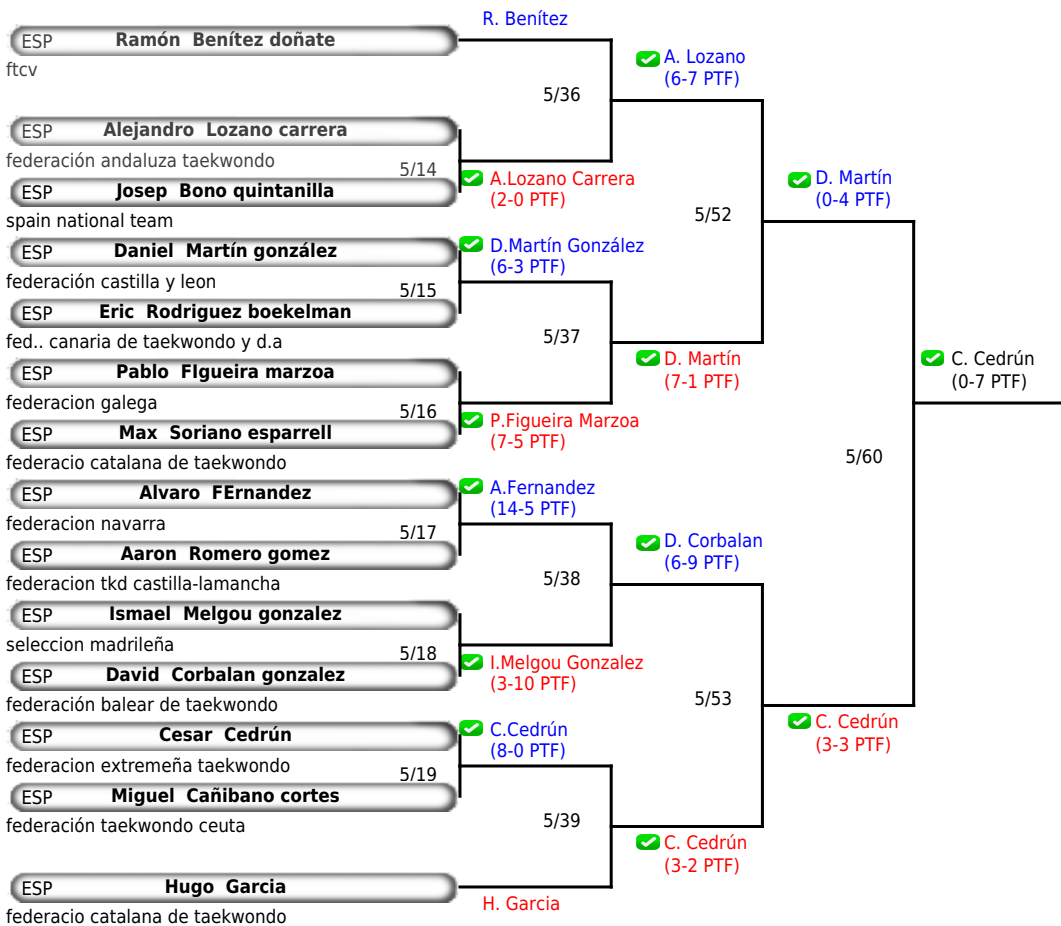 R. Benítez
ESP Ramón Benítez doñate
ftcv
A. Lozano
(6-7 PTF)
5/36
ESP Alejandro Lozano carrera
federación andaluza taekwondo
5/14
A.Lozano Carrera
(2-0 PTF)
ESP Josep Bono quintanilla
spain national team
D. Martín
(0-4 PTF)
5/52
ESP Daniel Martín gonzález
D.Martín González
(6-3 PTF)
federación castilla y leon
5/15
ESP Eric Rodriguez boekelman
fed.. canaria de taekwondo y d.a
5/37
D. Martín
(7-1 PTF)
C. Cedrún
(0-7 PTF)
ESP Pablo FIgueira marzoa
federacion galega
5/16
P.Figueira Marzoa
(7-5 PTF)
ESP Max Soriano esparrell
federacio catalana de taekwondo
5/60
ESP Alvaro FErnandez
A.Fernandez
(14-5 PTF)
federacion navarra
5/17
ESP Aaron Romero gomez
federacion tkd castilla-lamancha
D. Corbalan
(6-9 PTF)
5/38
ESP Ismael Melgou gonzalez
seleccion madrileña
5/18
I.Melgou Gonzalez
(3-10 PTF)
ESP David Corbalan gonzalez
federación balear de taekwondo
5/53
ESP Cesar Cedrún
C.Cedrún
(8-0 PTF)
C. Cedrún
(3-3 PTF)
federacion extremeña taekwondo
5/19
ESP Miguel Cañibano cortes
federación taekwondo ceuta
5/39
C. Cedrún
(3-2 PTF)
ESP Hugo Garcia
H. Garcia
federacio catalana de taekwondo